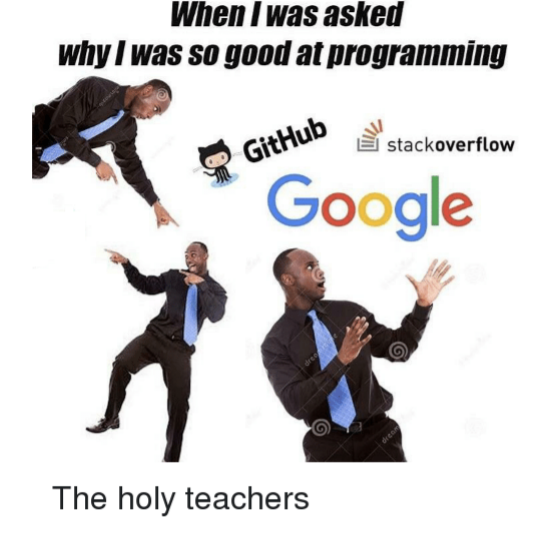 When I was asked
why I was so good at programming
GitHub
stackoverflow
Google
The holy teachers